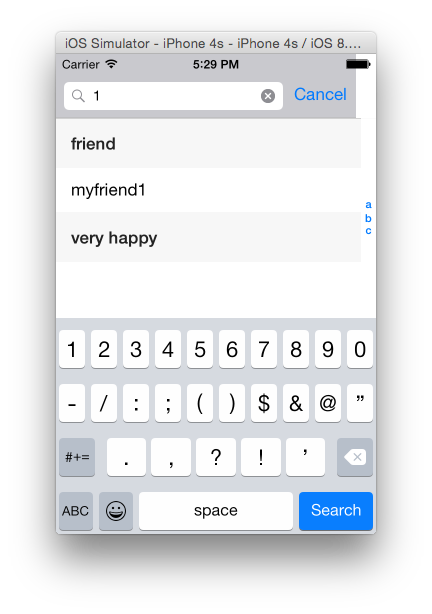 iOS Simulator - iPhone 4s - iPhone 4s / iOS 8....
Carrier 5:29 PM
1 Cancel
friend
myfriend1
very happy
a
b
c
1 2 3 4 5 6 7 8 9 0
- / : ; ( ) $ & @ ”
#+= . , ? ! ’
ABC space Search